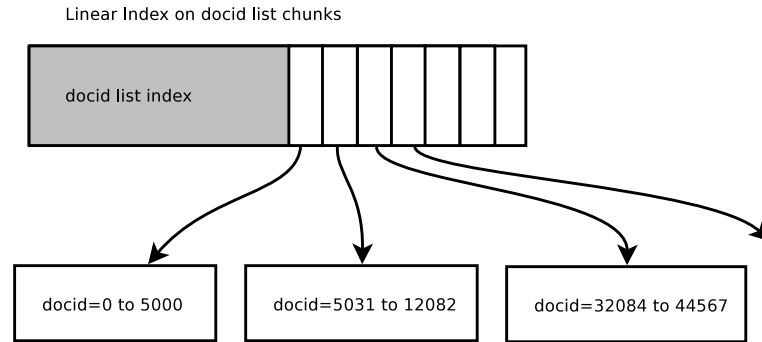 Linear Index on docid list chunks
docid list index
docid=0 to 5000
docid=5031 to 12082
docid=32084 to 44567